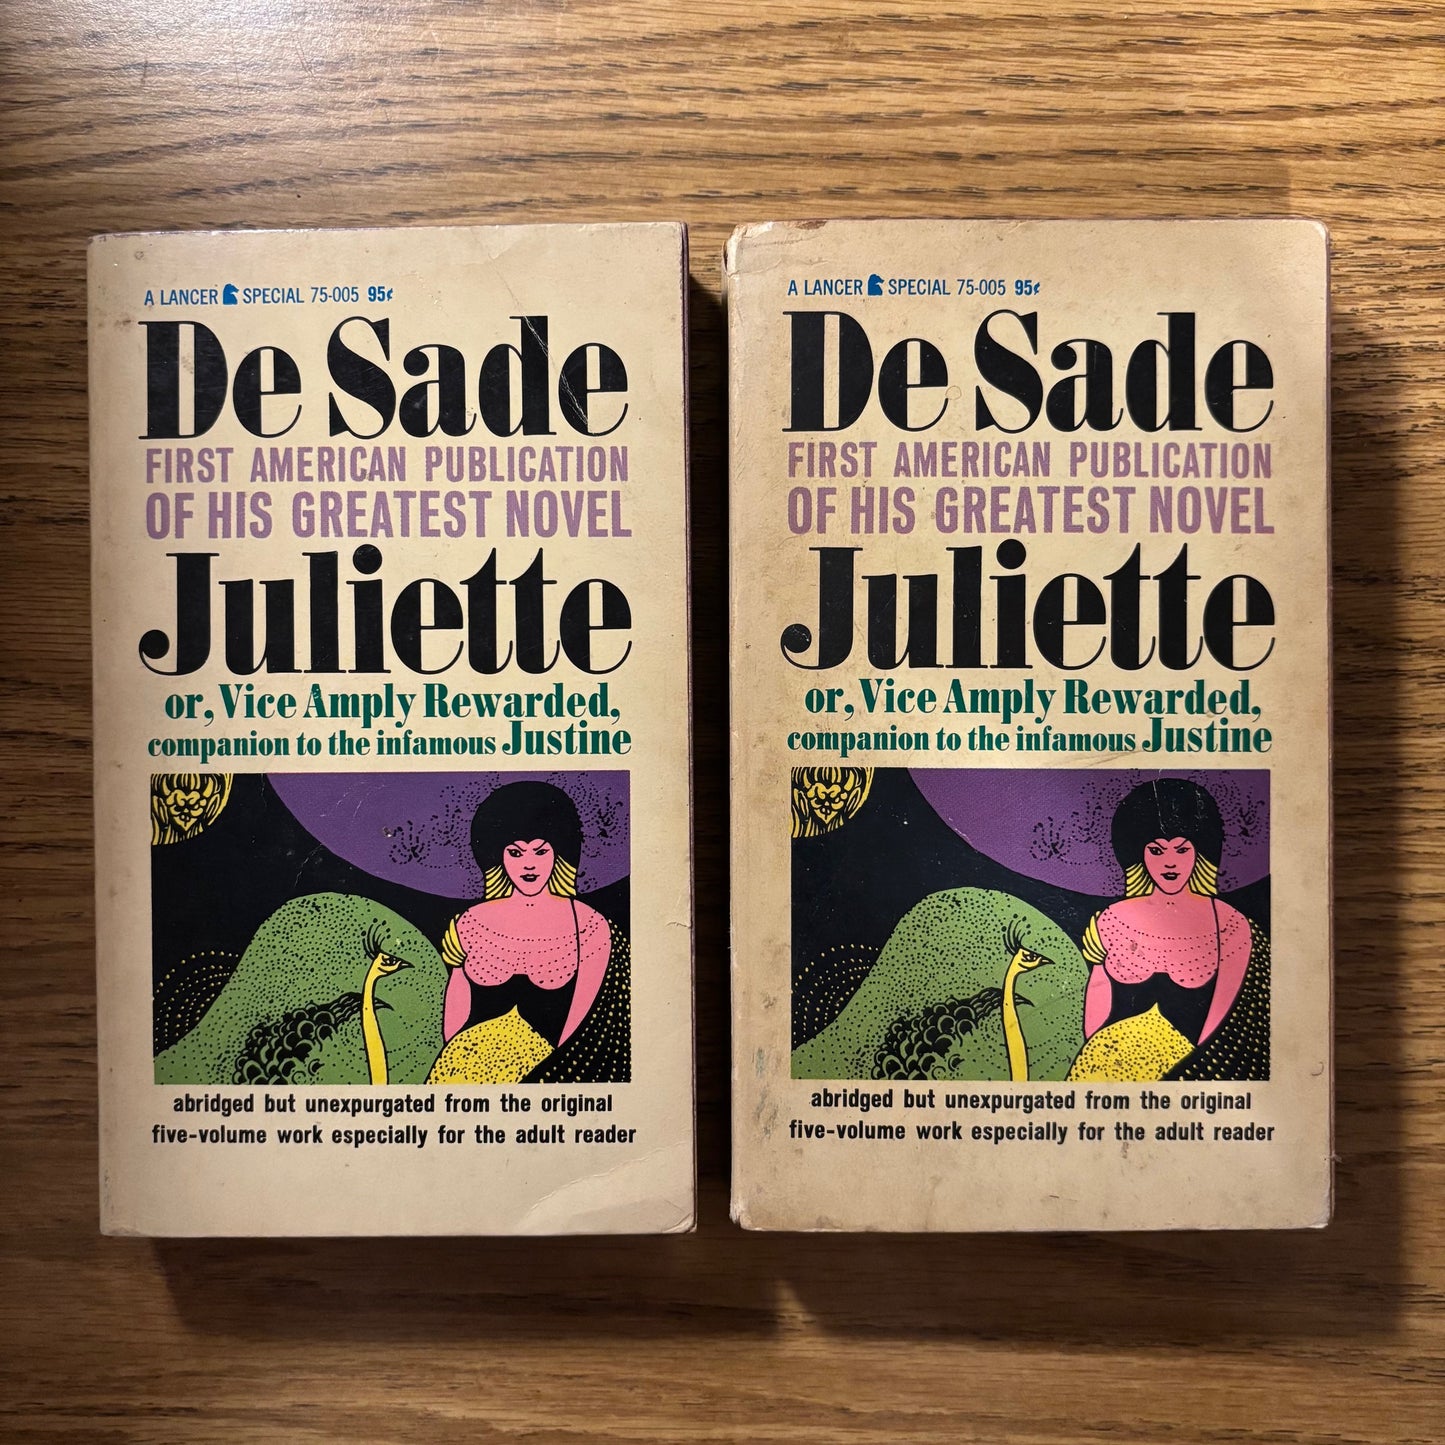 A LANCER SPECIAL 75-005 95¢
De Sade
FIRST AMERICAN PUBLICATION
OF HIS GREATEST NOVEL
Juliette
or, Vice Amply Rewarded,
companion to the infamous Justine
abridged but unexpurgated from the original
five-volume work especially for the adult reader
A LANCER SPECIAL 75-005 95¢
De Sade
FIRST AMERICAN PUBLICATION
OF HIS GREATEST NOVEL
Juliette
or, Vice Amply Rewarded,
companion to the infamous Justine
abridged but unexpurgated from the original
five-volume work especially for the adult reader